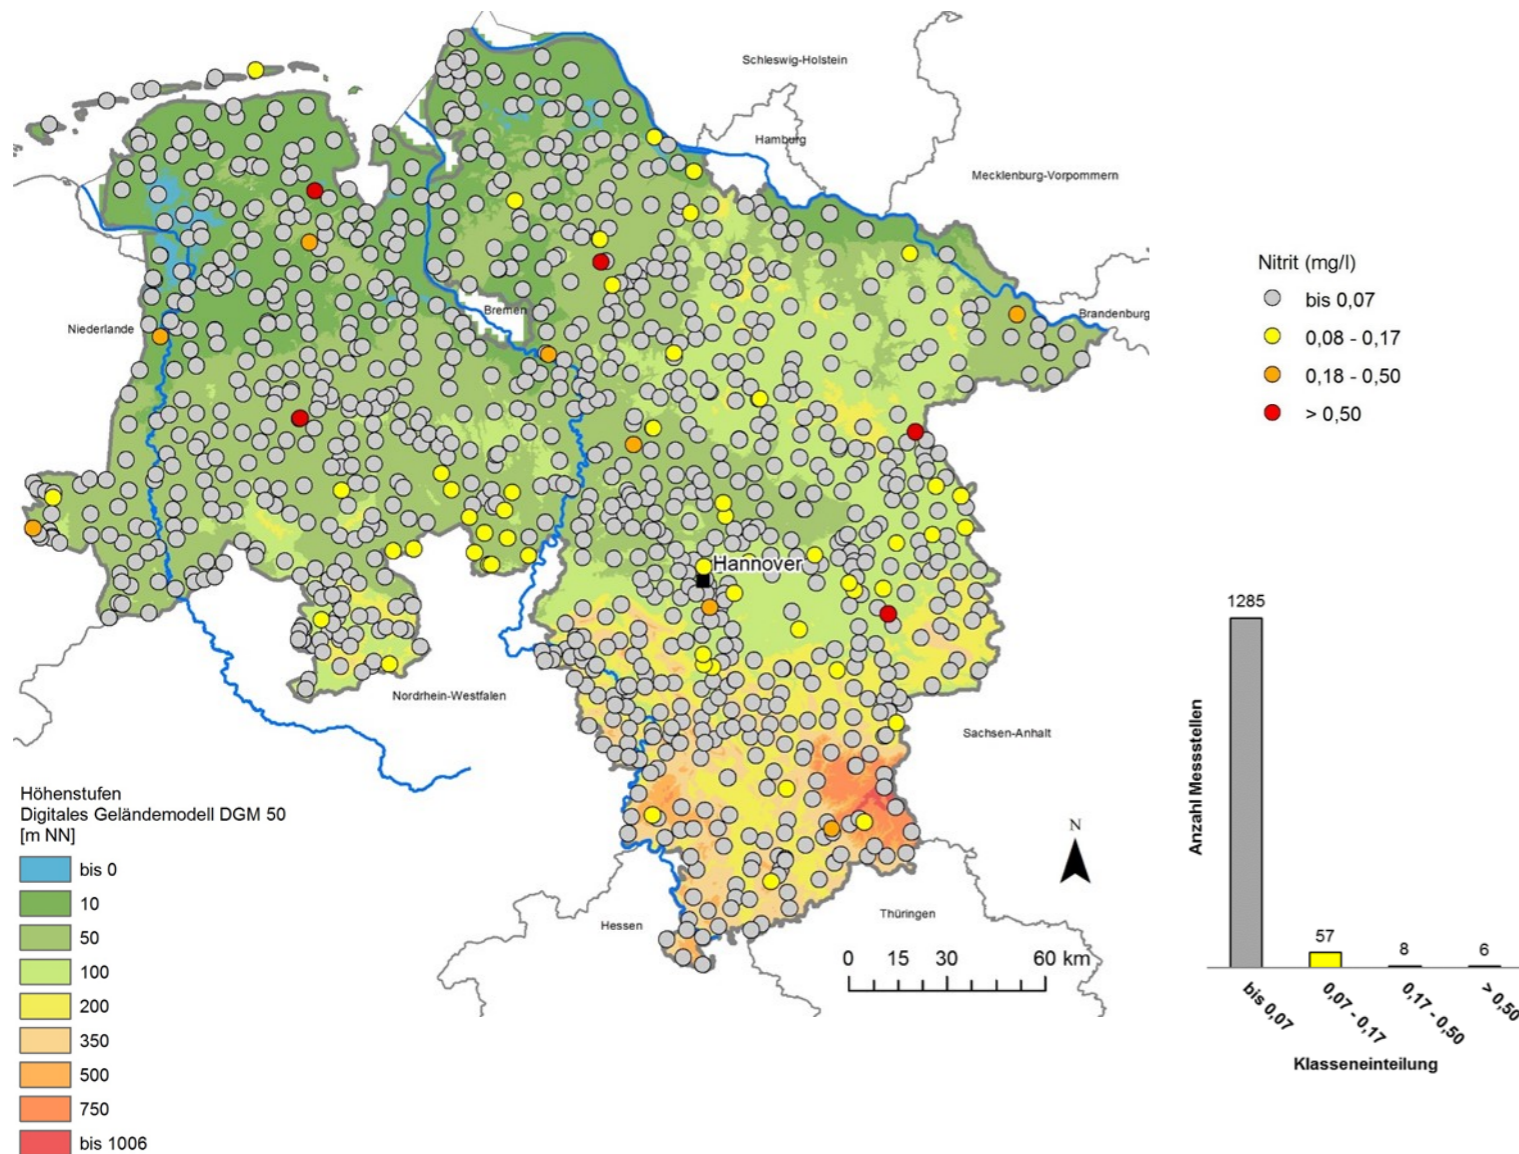 Schleswig-Holstein
Hamburg
Mecklenburg-Vorpommern
Niederlande
Bremen
Brandenburg
Hannover
Nordrhein-Westfalen
Sachsen-Anhalt
Hessen
Thüringen
N
0 15 30 60 km
Nitrit (mg/l)
bis 0,07
0,08 - 0,17
0,18 - 0,50
> 0,50
Höhenstufen
Digitales Geländemodell DGM 50
[m NN]
bis 0
10
50
100
200
350
500
750
bis 1006
Anzahl Messstellen
1285
57
8
6
bis 0,07
0,07 - 0,17
0,17 - 0,50
> 0,50
Klasseneinteilung